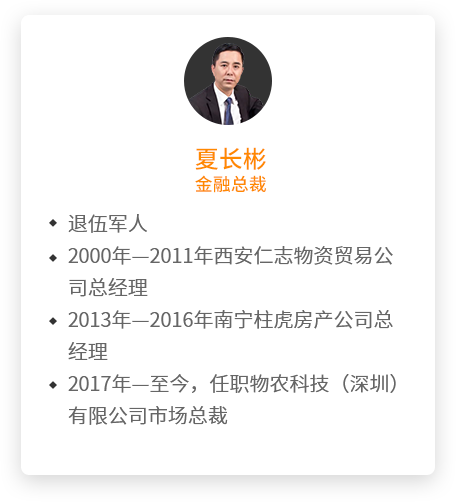 夏长彬
金融总裁
退伍军人
2000年—2011年西安仁志物资贸易公
司总经理
2013年—2016年南宁柱虎房产公司总
经理
2017年—至今，任职物农科技（深圳）
有限公司市场总裁